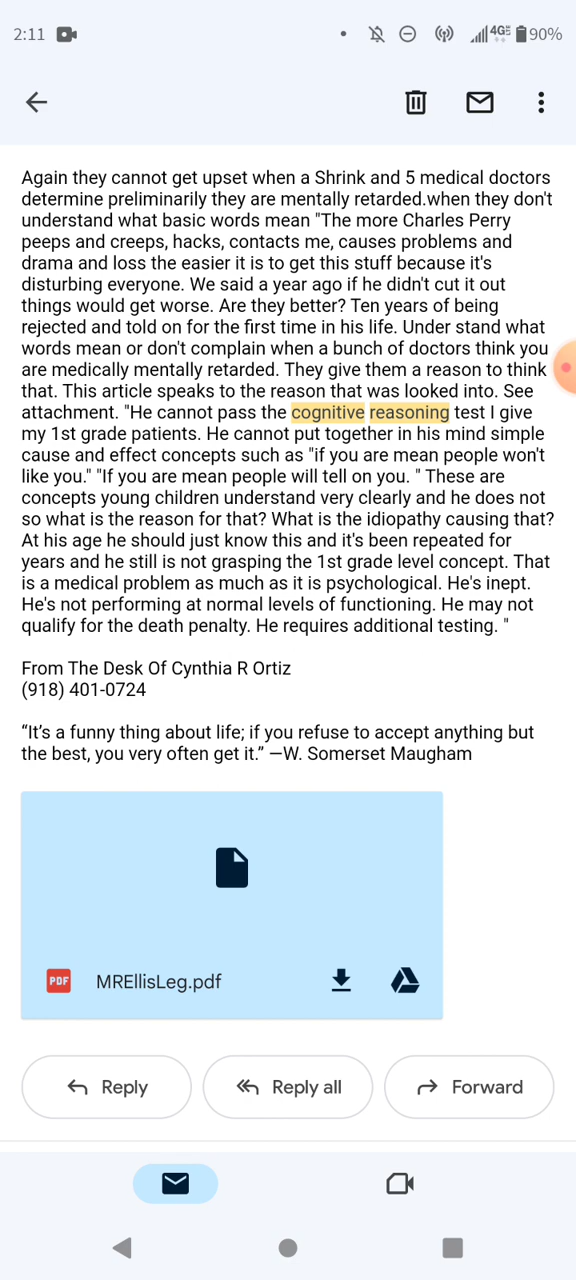 2:11
4G
90%
Again they cannot get upset when a Shrink and 5 medical doctors
determine preliminarily they are mentally retarded.when they don't
understand what basic words mean "The more Charles Perry
peeps and creeps, hacks, contacts me, causes problems and
drama and loss the easier it is to get this stuff because it's
disturbing everyone. We said a year ago if he didn't cut it out
things would get worse. Are they better? Ten years of being
rejected and told on for the first time in his life. Under stand what
words mean or don't complain when a bunch of doctors think you
are medically mentally retarded. They give them a reason to think
that. This article speaks to the reason that was looked into. See
attachment. "He cannot pass the cognitive reasoning test I give
my 1st grade patients. He cannot put together in his mind simple
cause and effect concepts such as "if you are mean people won't
like you." "If you are mean people will tell on you. " These are
concepts young children understand very clearly and he does not
so what is the reason for that? What is the idiopathy causing that?
At his age he should just know this and it's been repeated for
years and he still is not grasping the 1st grade level concept. That
is a medical problem as much as it is psychological. He's inept.
He's not performing at normal levels of functioning. He may not
qualify for the death penalty. He requires additional testing. "
From The Desk Of Cynthia R Ortiz
(918) 401-0724
“It’s a funny thing about life; if you refuse to accept anything but
the best, you very often get it.” —W. Somerset Maugham
PDF MREllisLeg.pdf
Reply
Reply all
Forward